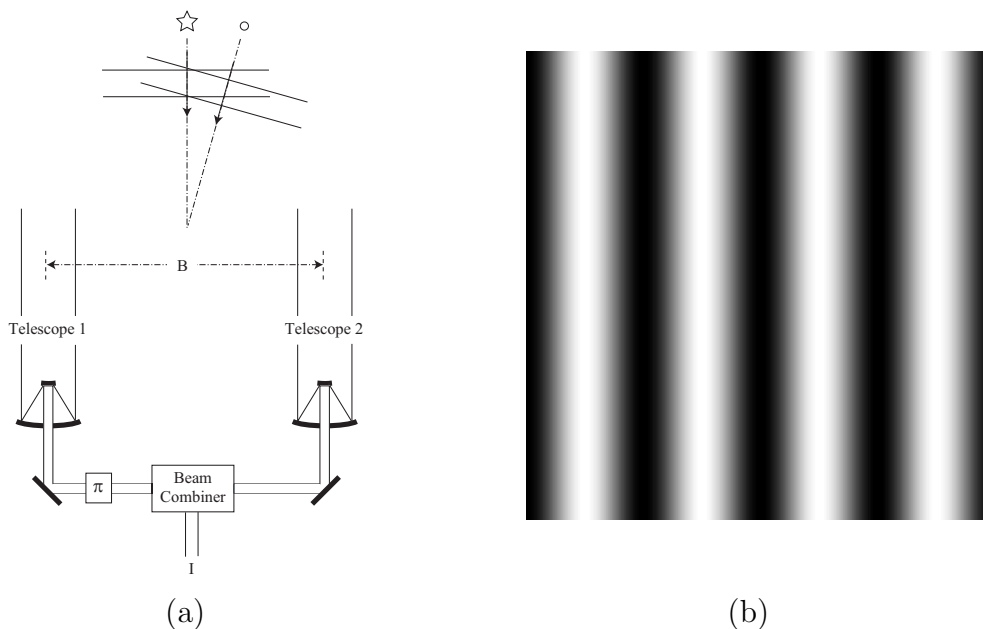 B
Telescope 1
Telescope 2
π
Beam
Combiner
I
(a)
(b)